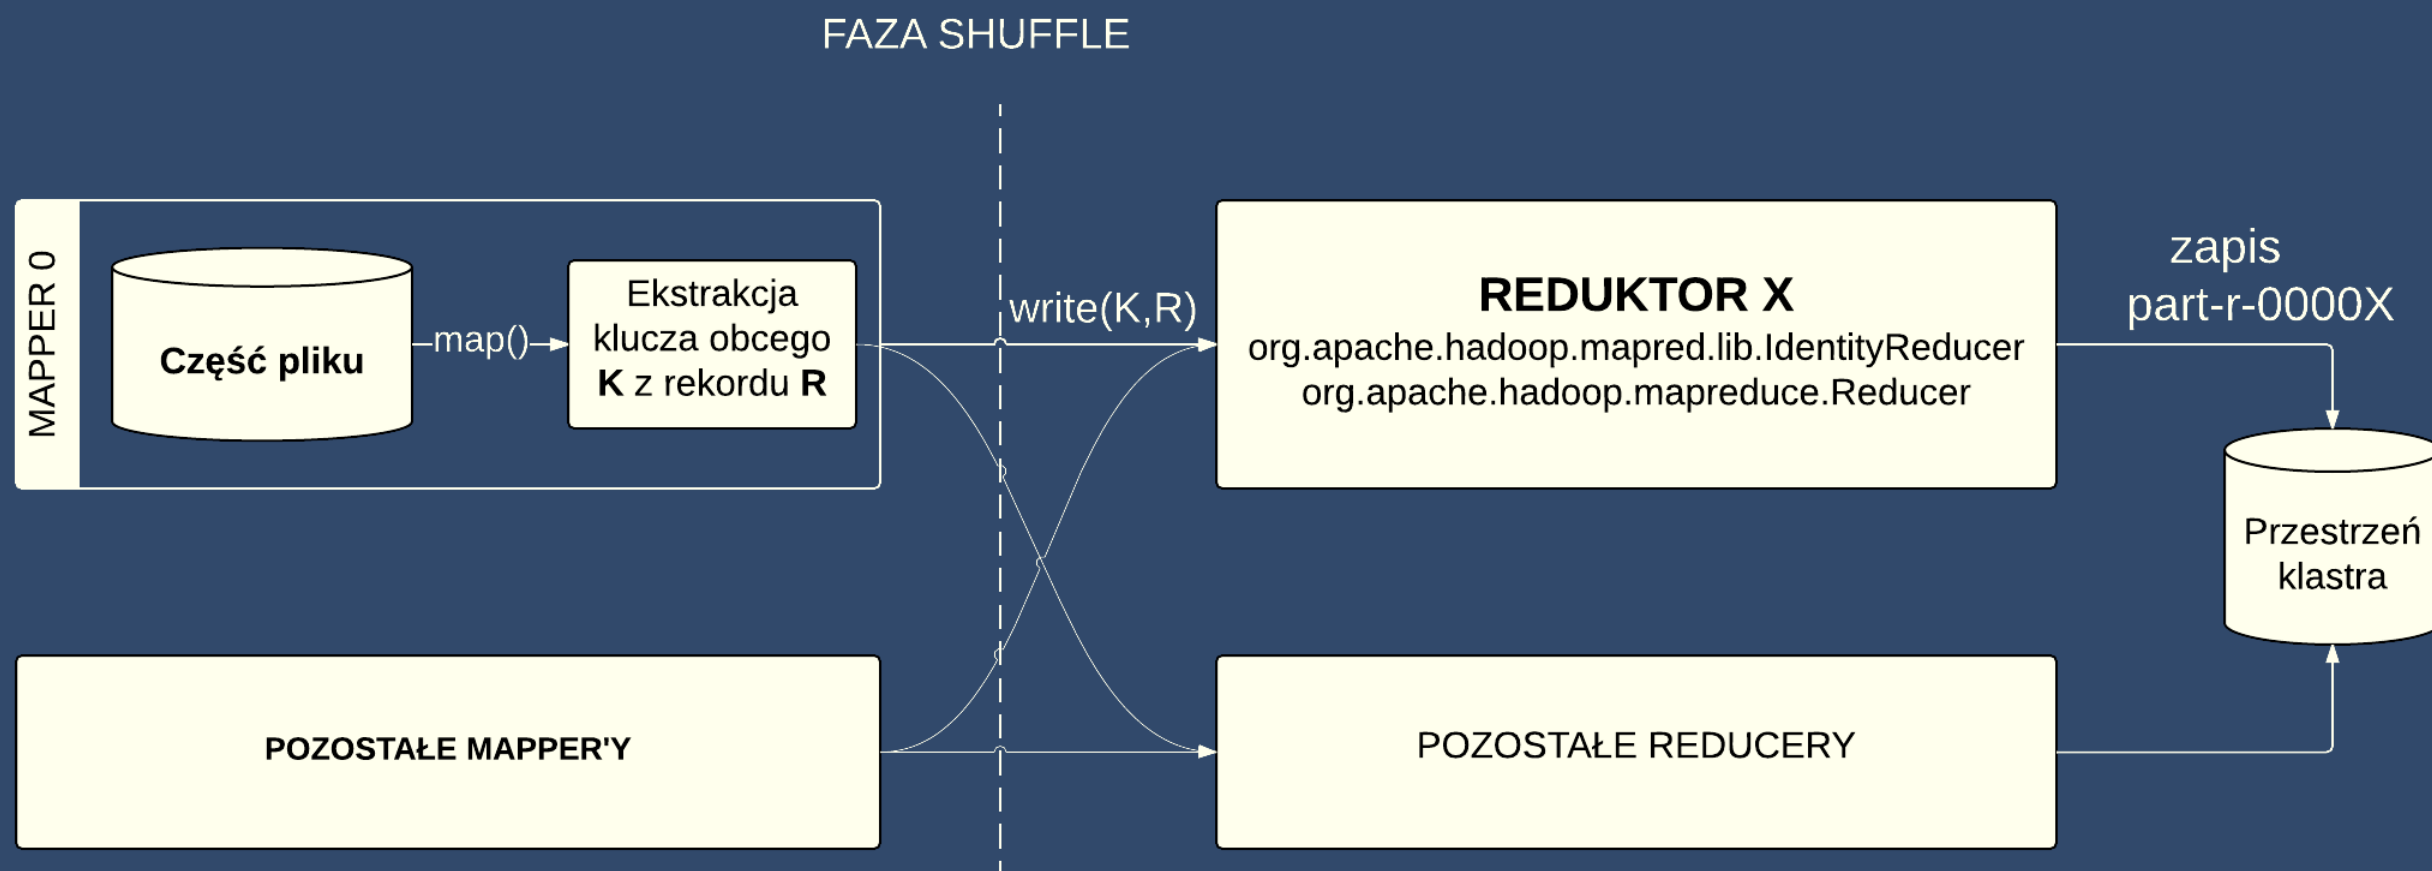 FAZA SHUFFLE
MAPPER 0
Część pliku
map()
Ekstrakcja
klucza obcego
K z rekordu R
write(K,R)
REDUKTOR X
org.apache.hadoop.mapred.lib.IdentityReducer
org.apache.hadoop.mapreduce.Reducer
zapis
part-r-0000X
Przestrzeń
klastra
POZOSTAŁE MAPPER'Y
POZOSTAŁE REDUCERY